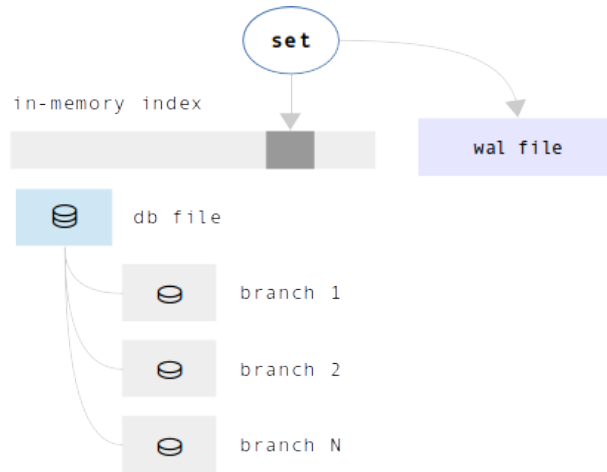 set
in-memory index
wal file
db file
branch 1
branch 2
branch N